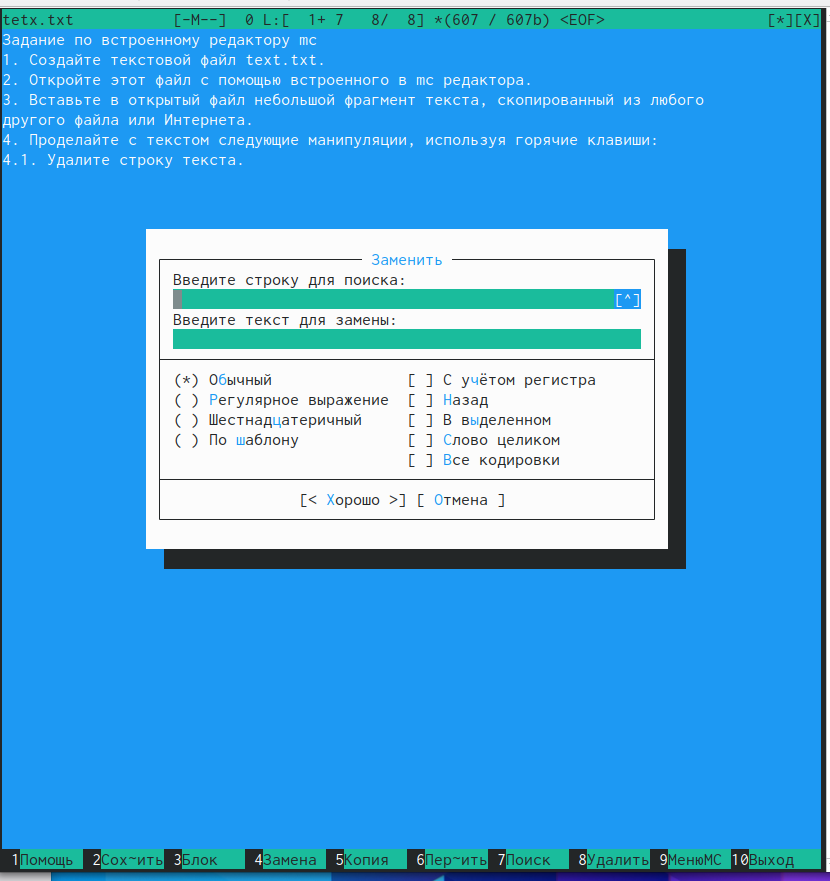 tetx.txt [-M--] 0 L:[ 1+ 7 8/ 8] *(607 / 607b) <EOF> [*][X]
Задание по встроенному редактору mc
1. Создайте текстовой файл text.txt.
2. Откройте этот файл с помощью встроенного в mc редактора.
3. Вставьте в открытый файл небольшой фрагмент текста, скопированный из любого
другого файла или Интернета.
4. Проделайте с текстом следующие манипуляции, используя горячие клавиши:
4.1. Удалите строку текста.
Заменить
Введите строку для поиска:
[^]
Введите текст для замены:
(*) Обычный [ ] С учётом регистра
( ) Регулярное выражение [ ] Назад
( ) Шестнадцатеричный [ ] В выделенном
( ) По шаблону [ ] Слово целиком
[ ] Все кодировки
[< Хорошо >] [ Отмена ]
1Помощь 2Сох~ить 3Блок 4Замена 5Копия 6Пер~ить 7Поиск 8Удалить 9МенюMC 10Выход